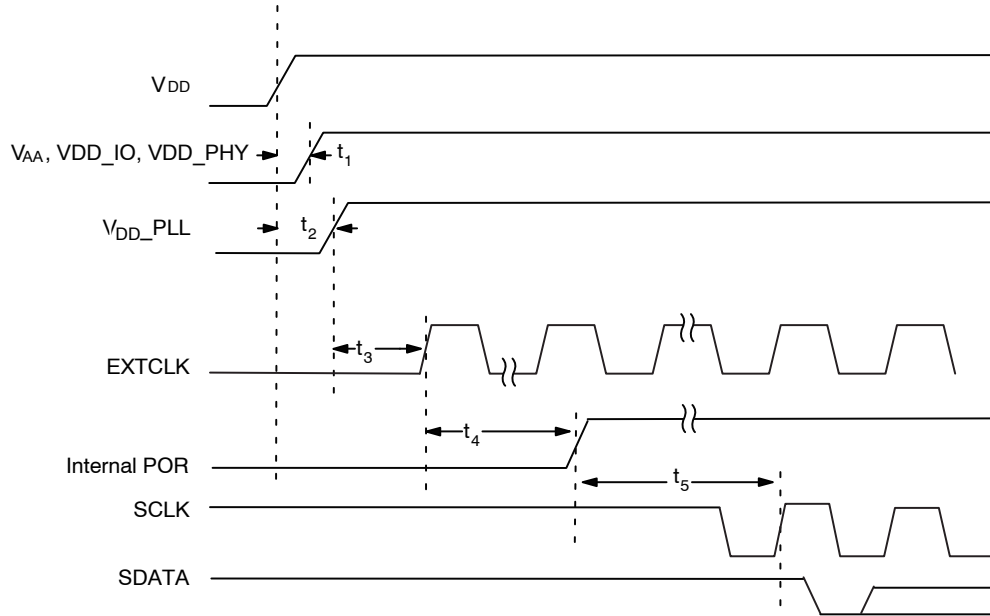 VDD
VAA, VDD_IO, VDD_PHY
t1
VDD_PLL
t2
EXTCLK
t3
Internal POR
t4
SCLK
t5
SDATA